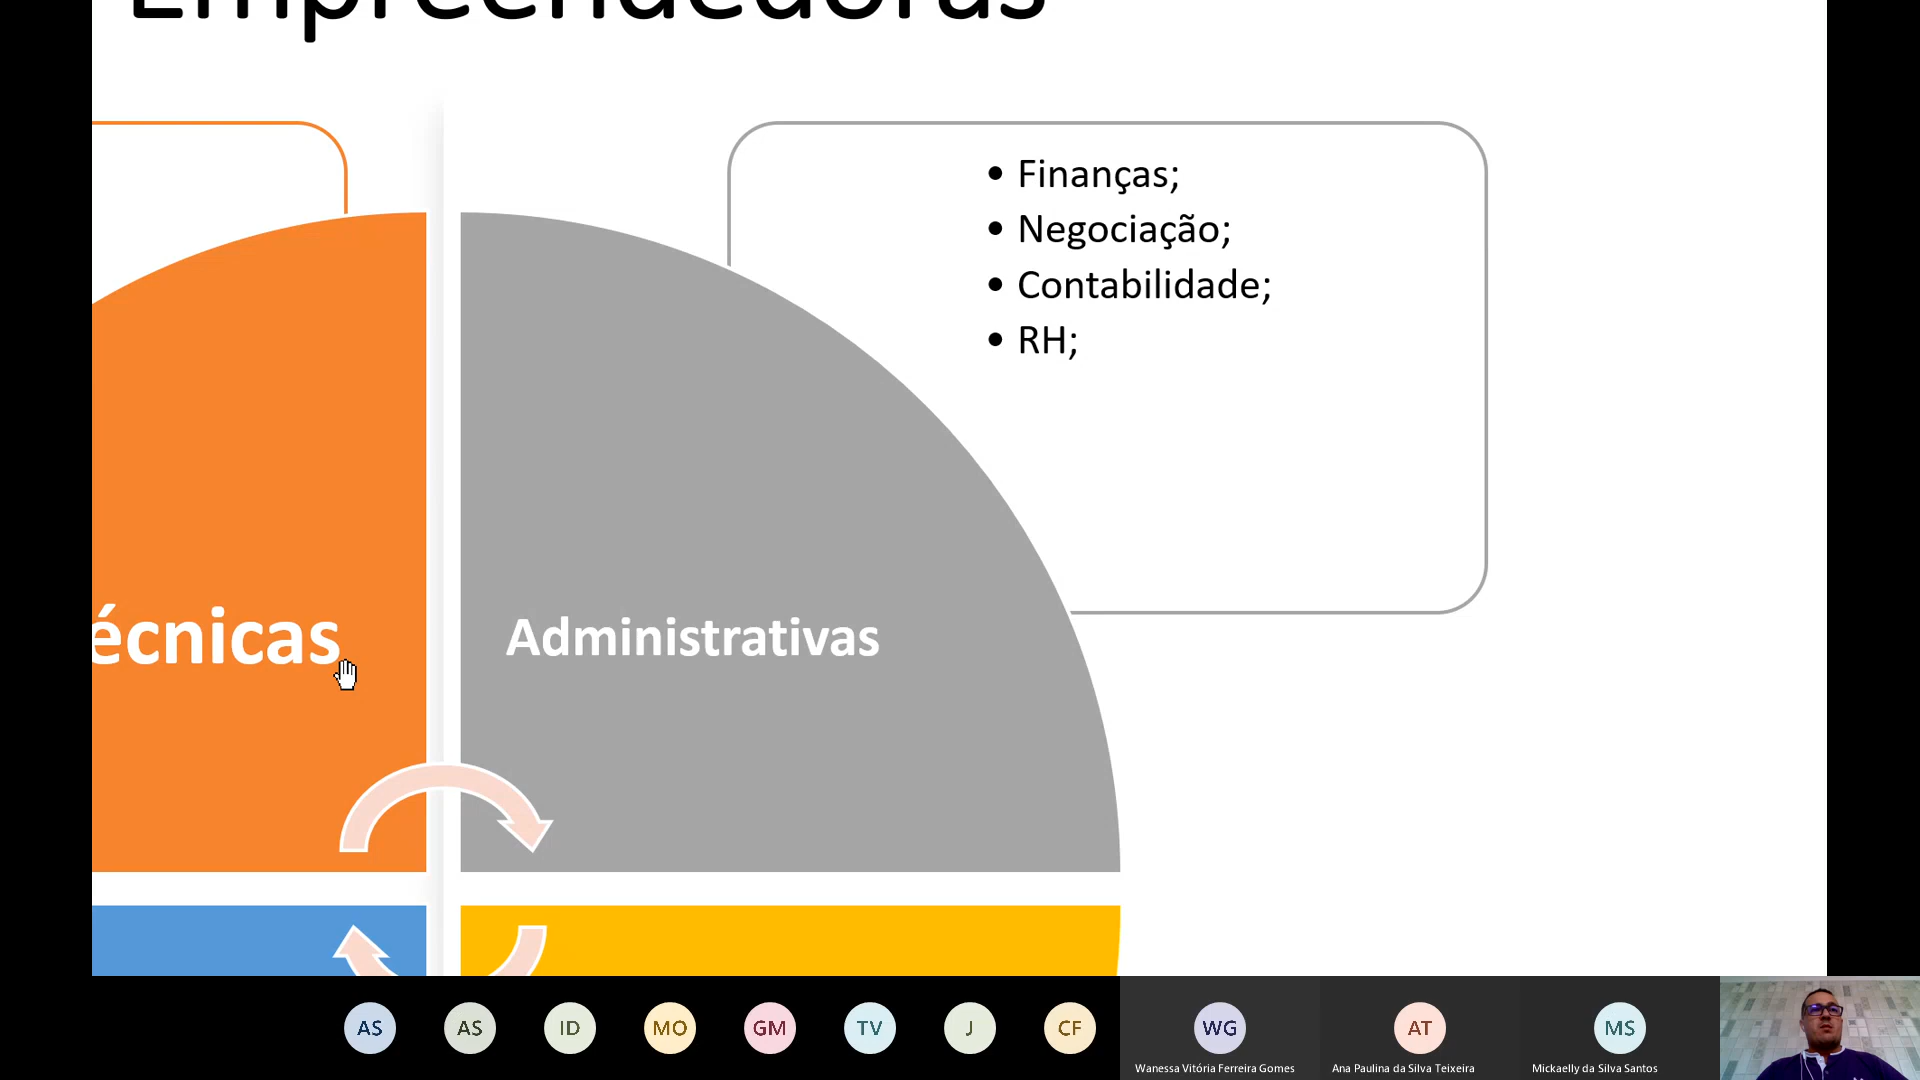 Empreendedoras
• Finanças;
• Negociação;
• Contabilidade;
• RH;
écnicas
Administrativas
AS
AS
ID
MO
GM
TV
J
CF
WG
AT
MS
Wanessa Vitória Ferreira Gomes
Ana Paulina da Silva Teixeira
Mickaelly da Silva Santos